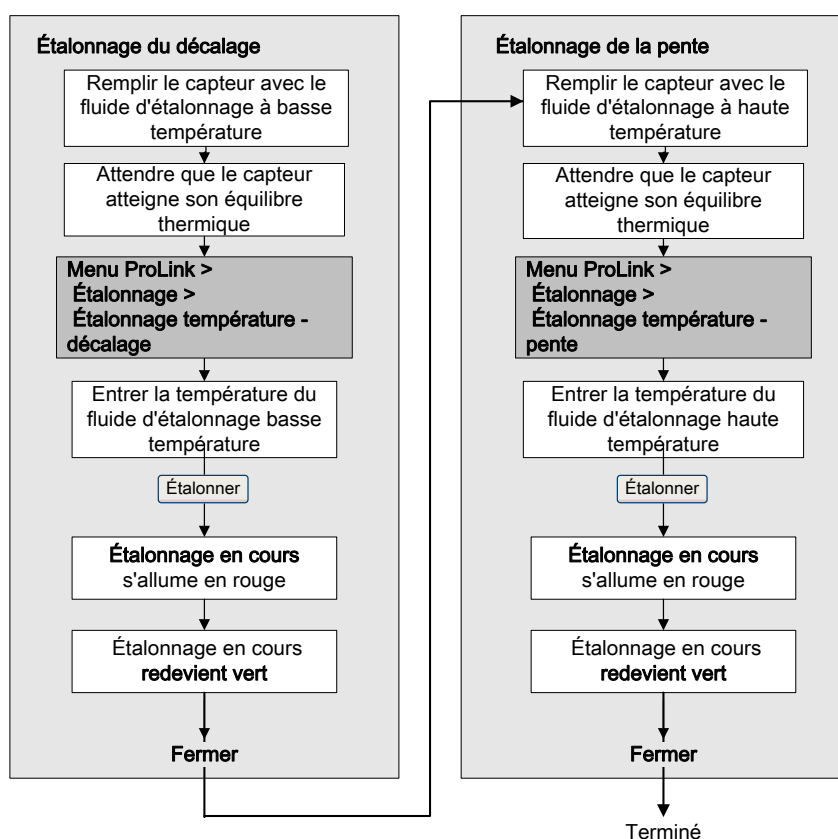 Étalonnage du décalage
Remplir le capteur avec le
fluide d'étalonnage à basse
température
Attendre que le capteur
atteigne son équilibre
thermique
Menu ProLink >
Étalonnage >
Étalonnage température -
décalage
Entrer la température du
fluide d'étalonnage basse
température
Étalonner
Étalonnage en cours
s'allume en rouge
Étalonnage en cours
redevient vert
Fermer
Étalonnage de la pente
Remplir le capteur avec le
fluide d'étalonnage à haute
température
Attendre que le capteur
atteigne son équilibre
thermique
Menu ProLink >
Étalonnage >
Étalonnage température -
pente
Entrer la température du
fluide d'étalonnage haute
température
Étalonner
Étalonnage en cours
s'allume en rouge
Étalonnage en cours
redevient vert
Fermer
Terminé